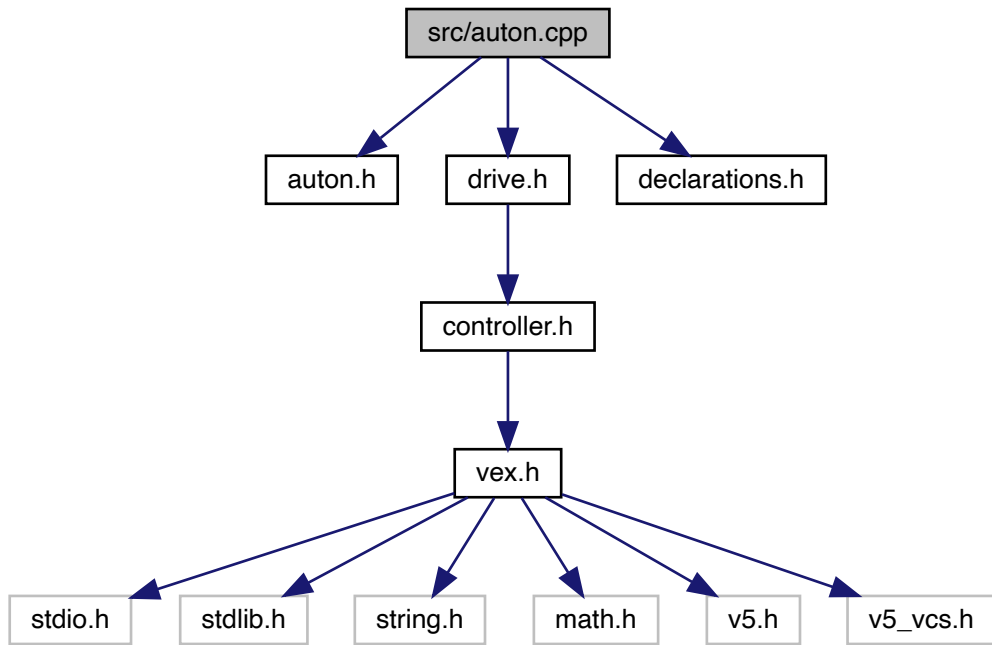 src/auton.cpp
auton.h
drive.h
declarations.h
controller.h
vex.h
stdio.h
stdlib.h
string.h
math.h
v5.h
v5_vcs.h